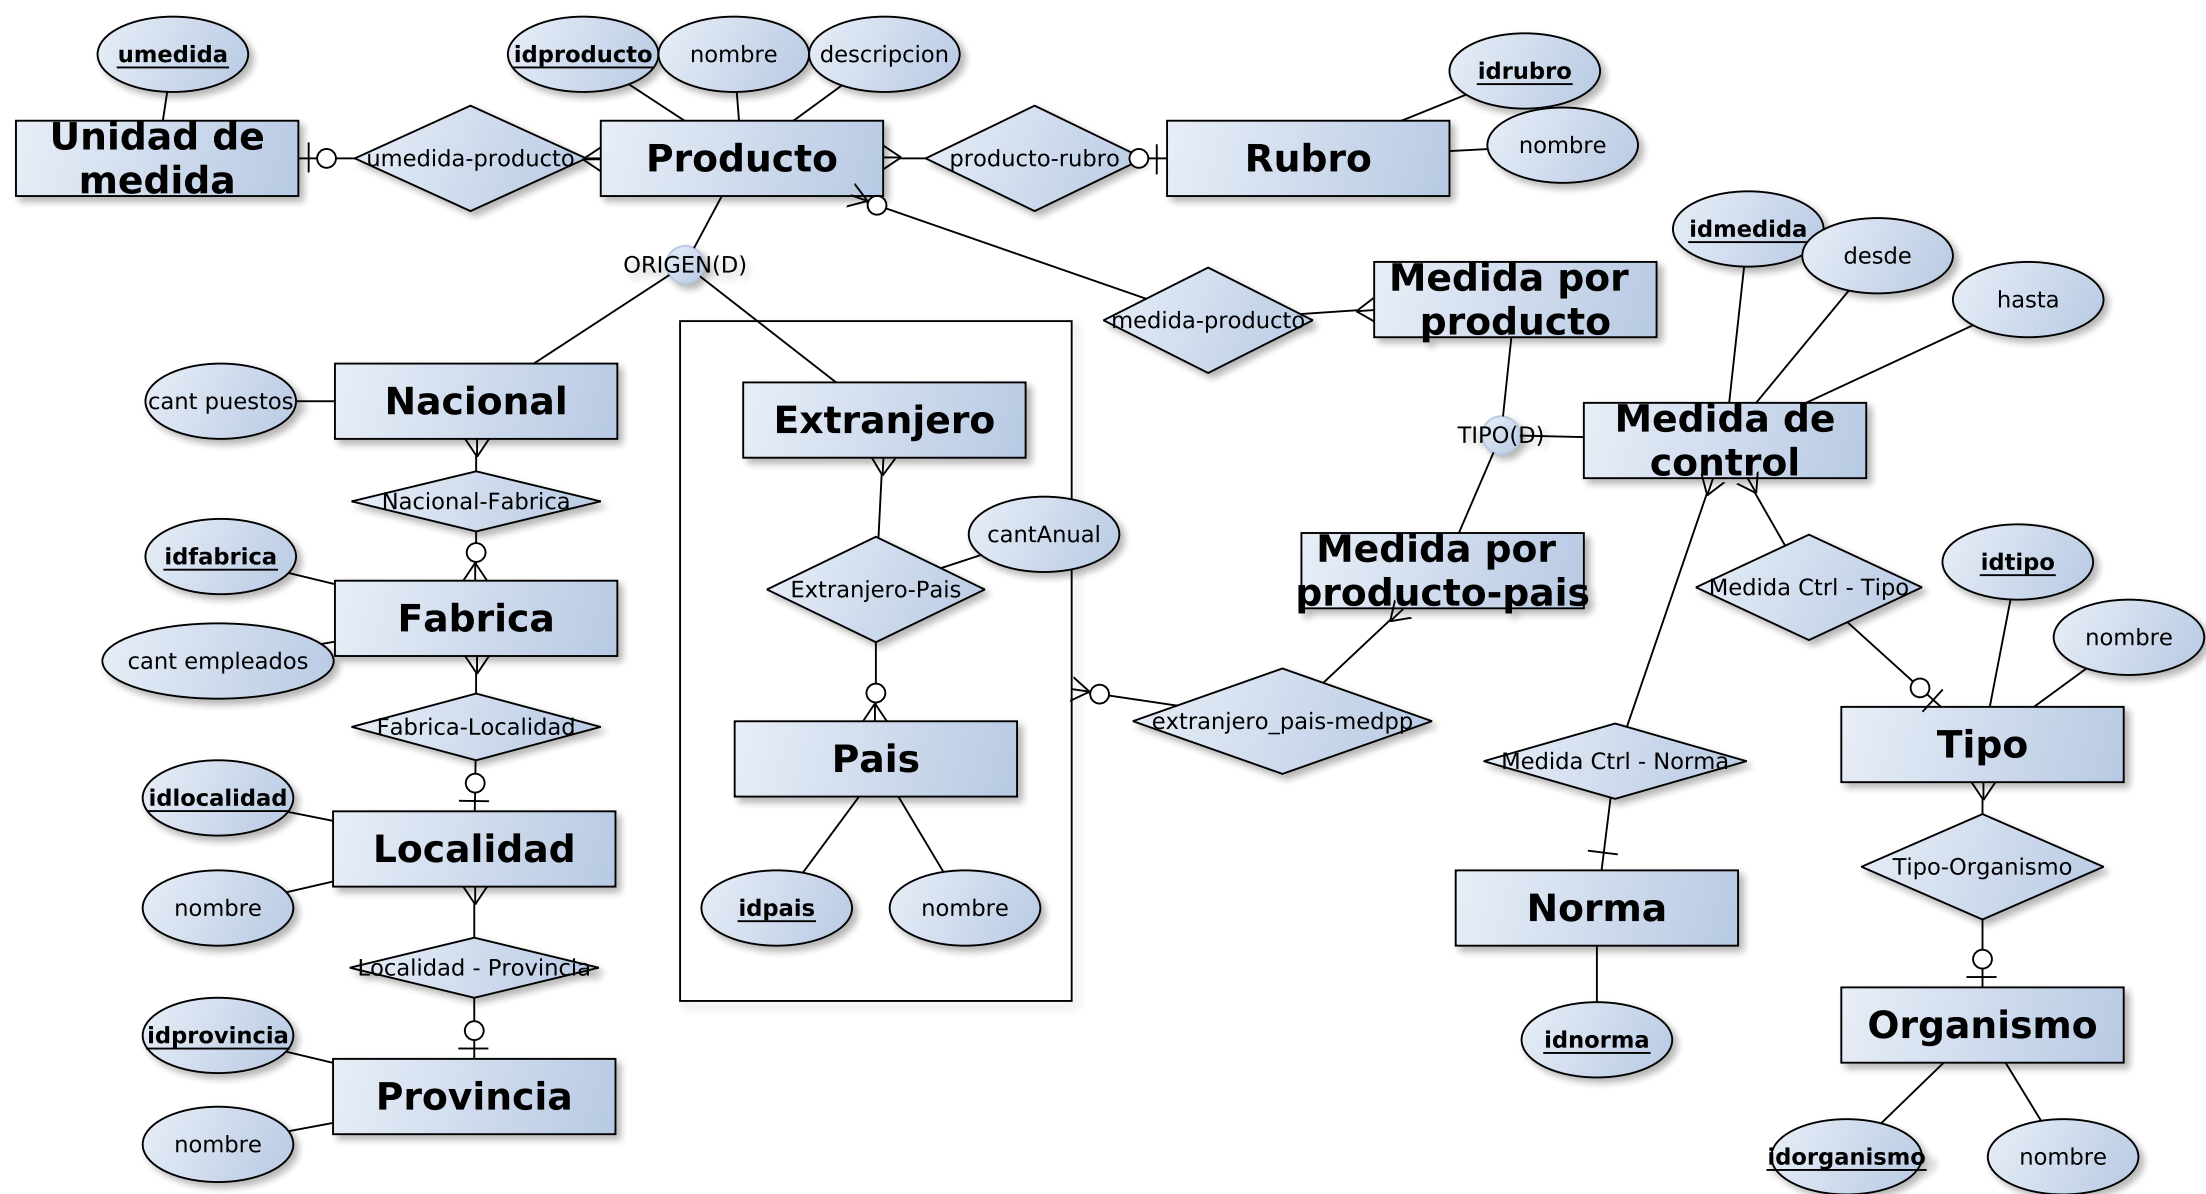 umedida
idproducto
nombre
descripcion
idrubro
nombre
Unidad de
medida
umedida-producto
Producto
producto-rubro
Rubro
idmedida
desde
hasta
ORIGEN(D)
medida-producto
Medida por
producto
cant puestos
Nacional
Extranjero
TIPO(D)
Medida de
control
Nacional-Fabrica
cantAnual
idfabrica
Extranjero-Pais
Medida por
producto-pais
Medida Ctrl - Tipo
idtipo
nombre
Fabrica
cant empleados
Fabrica-Localidad
extranjero_pais-medpp
Pais
Medida Ctrl - Norma
Tipo
idlocalidad
Localidad
nombre
idpais
nombre
Norma
Tipo-Organismo
Localidad - Provincia
idprovincia
idnorma
Organismo
Provincia
nombre
idorganismo
nombre